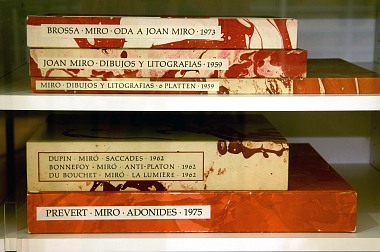 BROSSA · MIRO · ODA A JOAN MIRO · 1973
JOAN MIRO · DIBUJOS Y LITOGRAFIAS · 1959
MIRO · DIBUJOS Y LITOGRAFIAS · 6 PLATTEN · 1959
DUPIN · MIRÓ · SACCADES · 1962
BONNEFOY · MIRÓ · ANTI-PLATON · 1962
DU BOUCHET · MIRÓ · LA LUMIÈRE · 1962
PREVERT · MIRO · ADONIDES · 1975